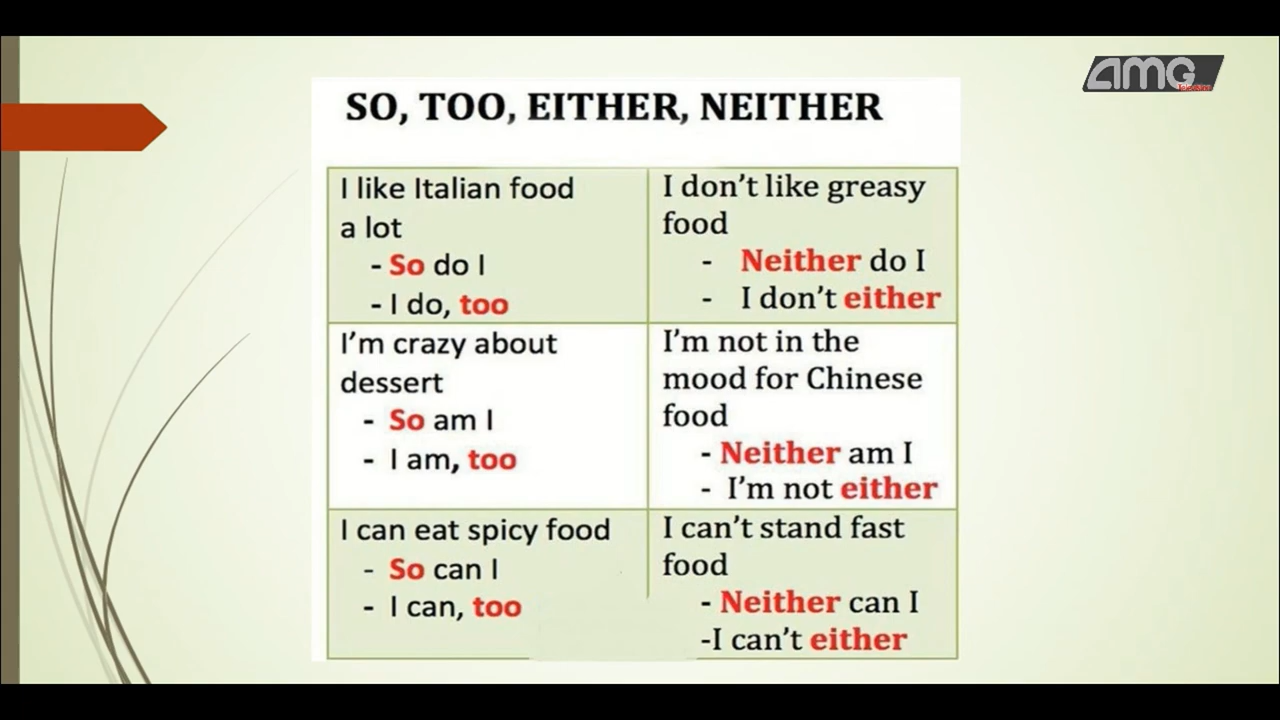 AMG
Television
SO, TOO, EITHER, NEITHER
I like Italian food
a lot
- So do I
- I do, too
I don’t like greasy
food
- Neither do I
- I don’t either
I’m crazy about
dessert
- So am I
- I am, too
I’m not in the
mood for Chinese
food
- Neither am I
- I’m not either
I can eat spicy food
- So can I
- I can, too
I can’t stand fast
food
- Neither can I
-I can’t either